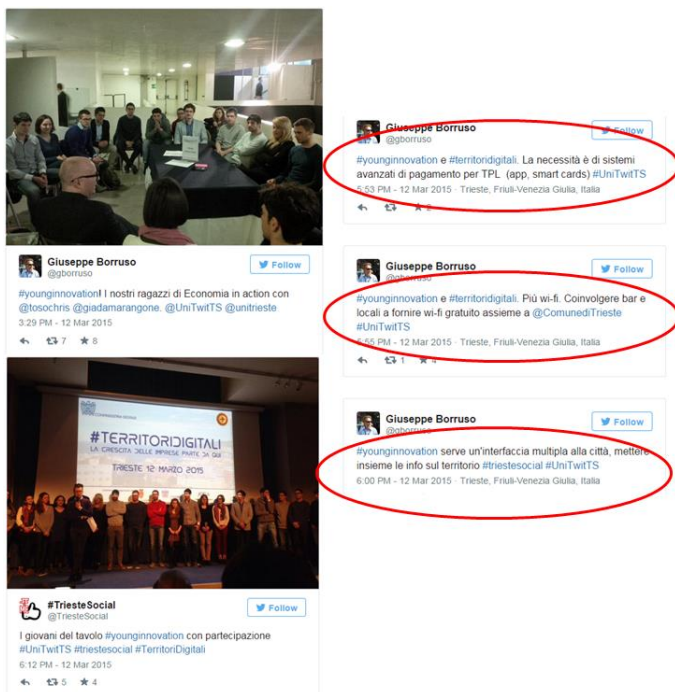 Giuseppe Borruso
@gborruso
Follow
#younginnovation! I nostri ragazzi di Economia in action con
@tosochris @giadamarangone. @UniTwitTS @unitrieste
3:29 PM - 12 Mar 2015
7 8
#TERRITORIDIGITALI
LA CRESCITA DELLE IMPRESE PARTE DA QUI
TRIESTE 12 MARZO 2015
#TriesteSocial
@TriesteSocial
Follow
I giovani del tavolo #younginnovation con partecipazione
#UniTwitTS #triestesocial #TerritoriDigitali
6:12 PM - 12 Mar 2015
5 4
Giuseppe Borruso
@gborruso
Follow
#younginnovation e #territoridigitali. La necessità è di sistemi
avanzati di pagamento per TPL (app, smart cards) #UniTwitTS
5:53 PM - 12 Mar 2015 · Trieste, Friuli-Venezia Giulia, Italia
Giuseppe Borruso
@gborruso
Follow
#younginnovation e #territoridigitali. Più wi-fi. Coinvolgere bar e
locali a fornire wi-fi gratuito assieme a @ComunediTrieste
#UniTwitTS
5:55 PM - 12 Mar 2015 · Trieste, Friuli-Venezia Giulia, Italia
1
Giuseppe Borruso
@gborruso
Follow
#younginnovation serve un'interfaccia multipla alla città, mettere
insieme le info sul territorio #triestesocial #UniTwitTS
6:00 PM - 12 Mar 2015 · Trieste, Friuli-Venezia Giulia, Italia